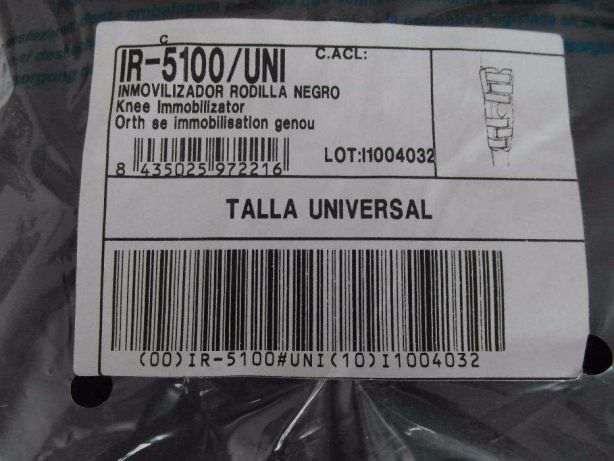 C
C.ACL:
IR-5100/UNI
INMOVILIZADOR RODILLA NEGRO
Knee Immobilizator
Orth se immobilisation genou
8 435025 972216
LOT:I1004032
TALLA UNIVERSAL
(00)IR-5100#UNI(10)I1004032